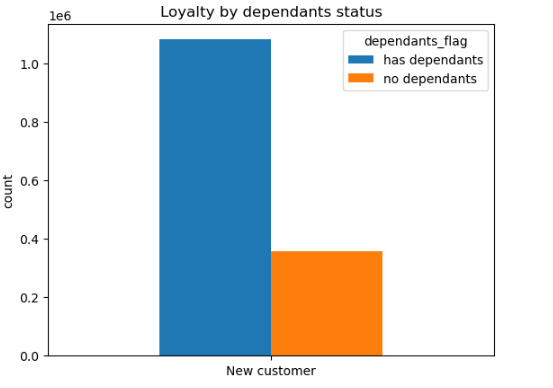 Loyalty by dependants status
1e6
dependants_flag
has dependants
no dependants
1.0
0.8
0.6
0.4
0.2
0.0
count
New customer